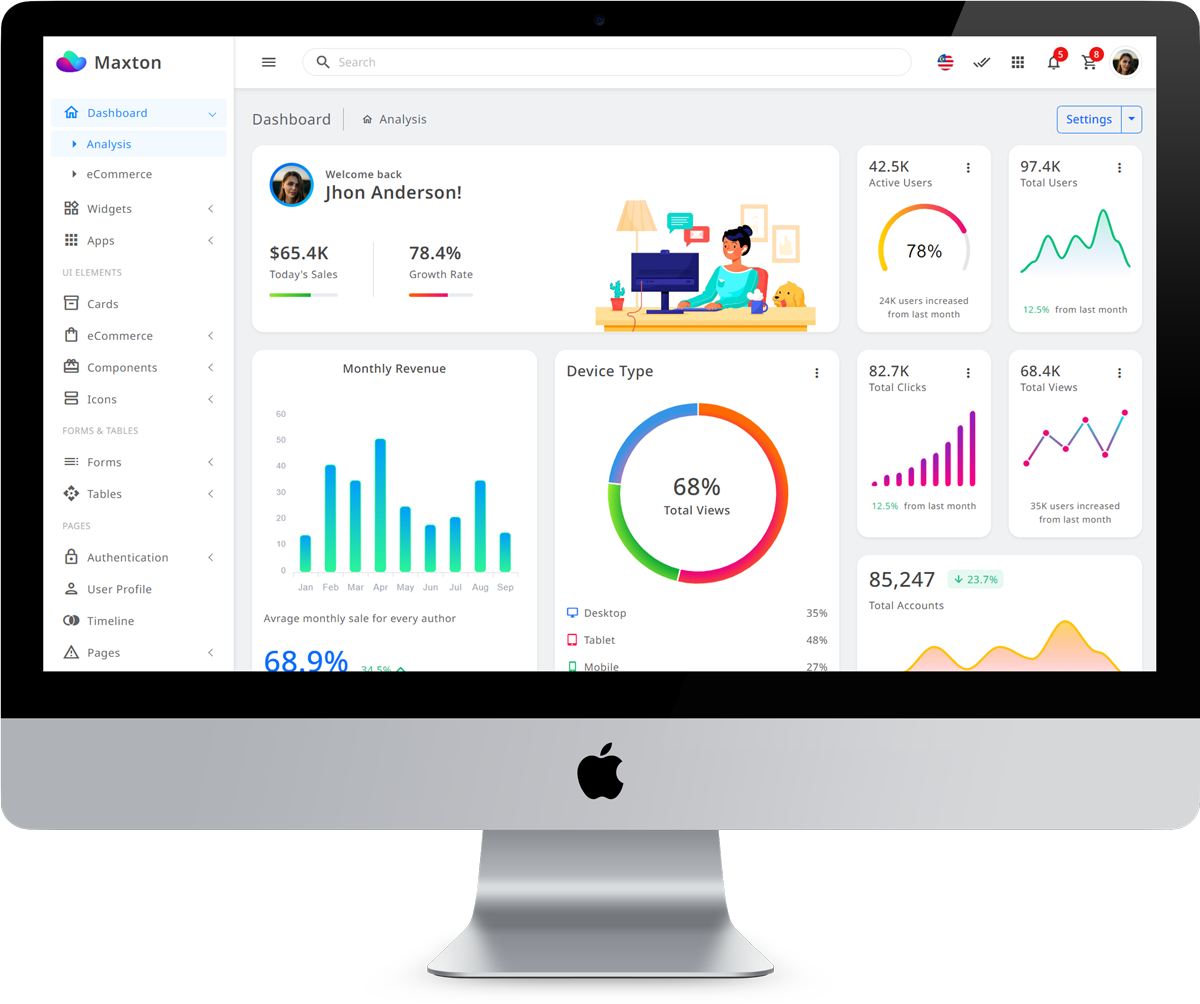 Maxton
Search
5
8
Dashboard
Analysis
eCommerce
Widgets
Apps
UI ELEMENTS
Cards
eCommerce
Components
Icons
FORMS & TABLES
Forms
Tables
PAGES
Authentication
User Profile
Timeline
Pages
Dashboard
Analysis
Settings
Welcome back
Jhon Anderson!
$65.4K
Today's Sales
78.4%
Growth Rate
42.5K
Active Users
78%
24K users increased
from last month
97.4K
Total Users
12.5% from last month
Monthly Revenue
60
50
40
30
20
10
0
Jan Feb Mar Apr May Jun Jul Aug Sep
Avrage monthly sale for every author
68.9% 34.5%
Device Type
68%
Total Views
Desktop 35%
Tablet 48%
Mobile 27%
82.7K
Total Clicks
12.5% from last month
68.4K
Total Views
35K users increased
from last month
85,247 23.7%
Total Accounts